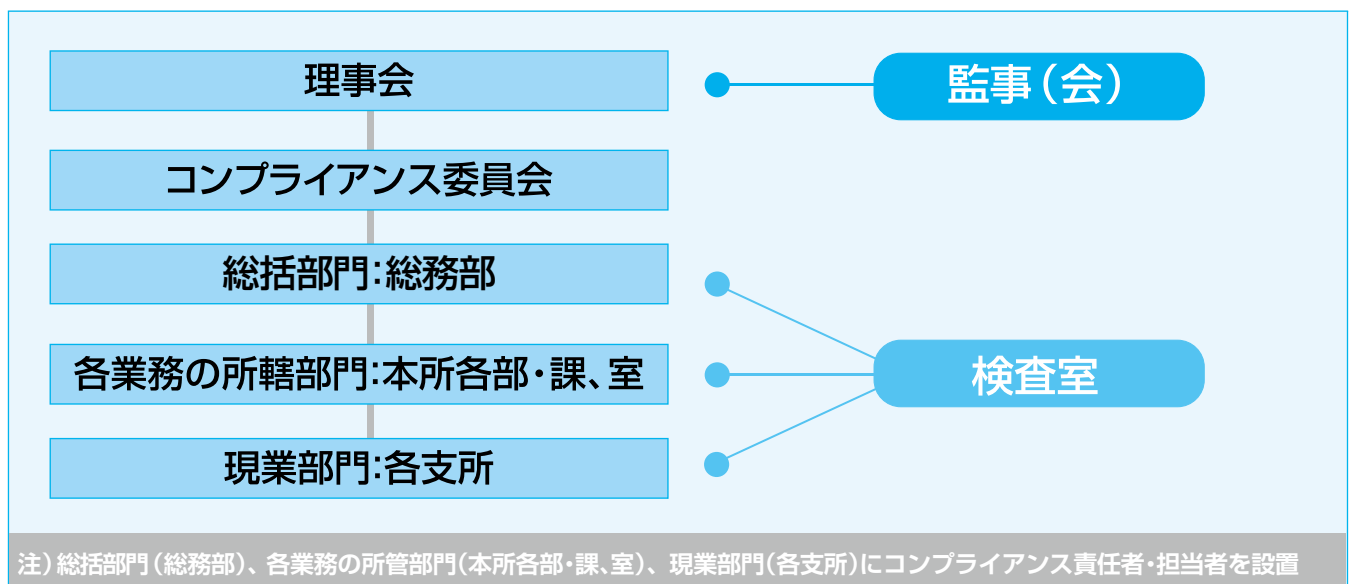 理事会
監事（会）
コンプライアンス委員会
総括部門：総務部
各業務の所轄部門：本所各部・課、室
検査室
現業部門：各支所
注）総括部門（総務部）、各業務の所管部門（本所各部・課、室）、現業部門（各支所）にコンプライアンス責任者・担当者を設置